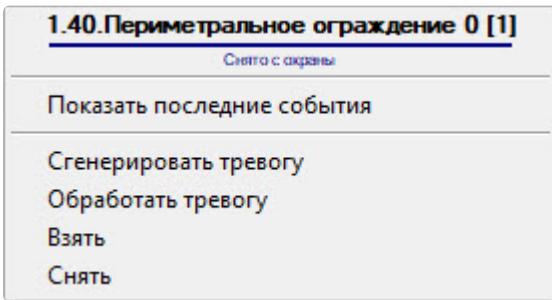 1.40.Периметральное ограждение 0 [1]
Снято с охраны
Показать последние события
Сгенерировать тревогу
Обработать тревогу
Взять
Снять